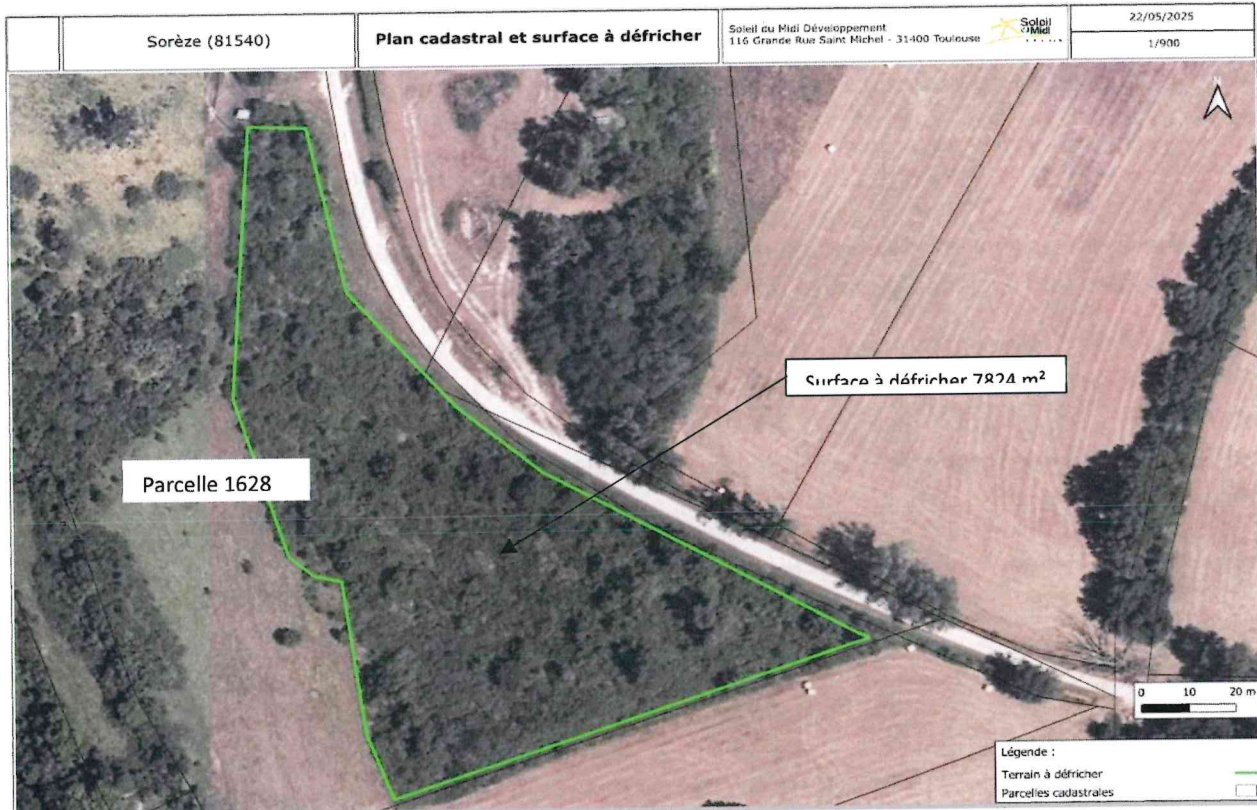 Sorèze (81540)
Plan cadastral et surface à défricher
Soleil du Midi Développement
116 Grande Rue Saint Michel - 31400 Toulouse
Soleil
du Midi
22/05/2025
1/900
N
Surface à défricher 7824 m²
Parcelle 1628
0 10 20 m
Légende :
Terrain à défricher
Parcelles cadastrales